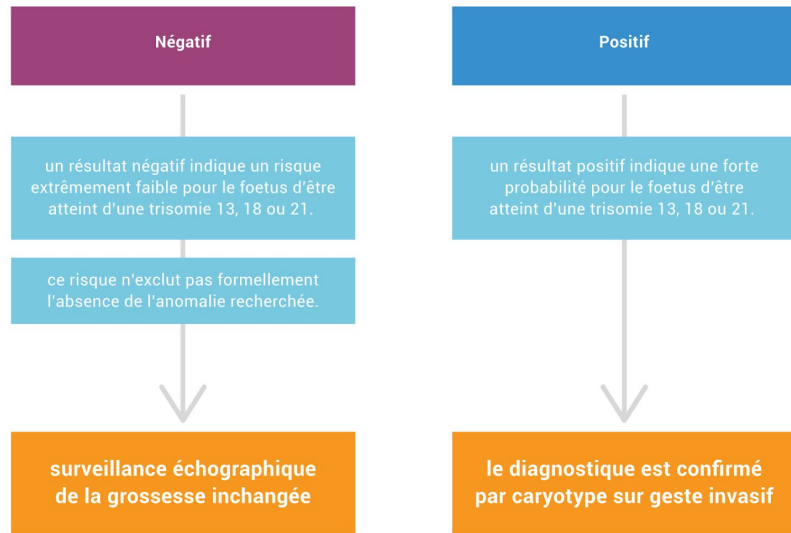 Négatif
un résultat négatif indique un risque
extrêmement faible pour le foetus d'être
atteint d'une trisomie 13, 18 ou 21.
ce risque n'exclut pas formellement
l'absence de l'anomalie recherchée.
surveillance échographique
de la grossesse inchangée
Positif
un résultat positif indique une forte
probabilité pour le foetus d'être
atteint d'une trisomie 13, 18 ou 21.
le diagnostique est confirmé
par caryotype sur geste invasif